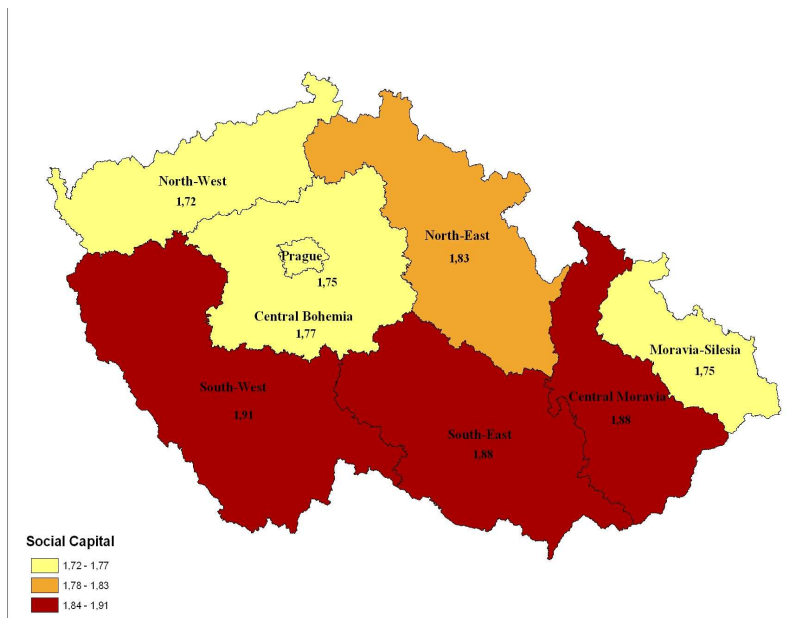 North-West
1,72
North-East
1,83
Prague
1,75
Central Bohemia
1,77
Moravia-Silesia
1,75
South-West
1,91
Central Moravia
1,88
South-East
1,88
Social Capital
1,72 - 1,77
1,78 - 1,83
1,84 - 1,91